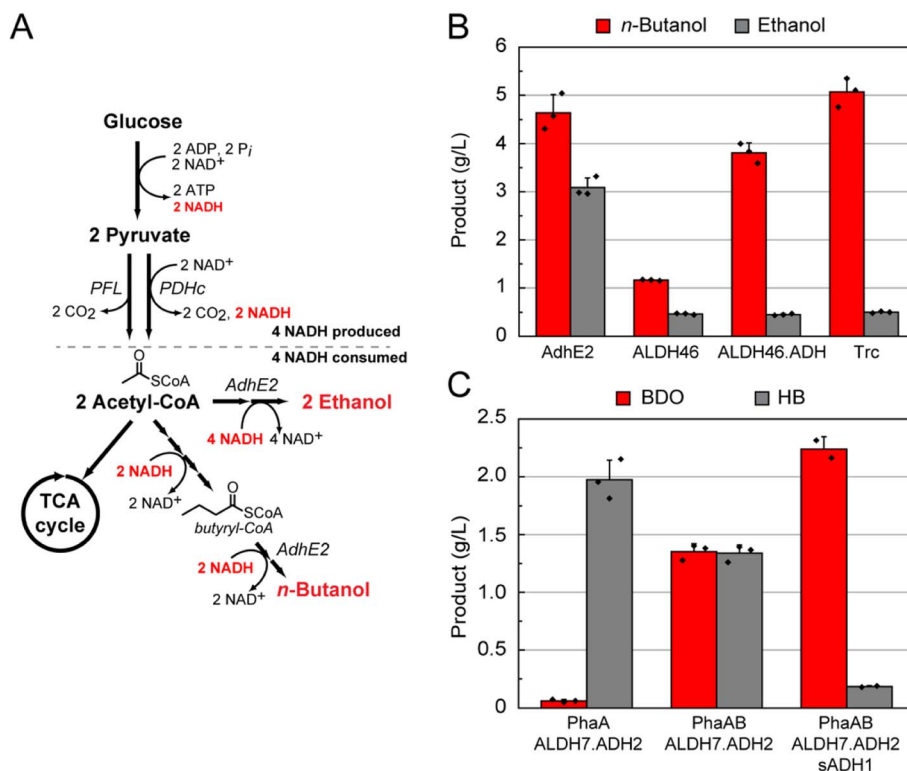 A
Glucose
2 ADP, 2 Pi
2 NAD+
2 ATP
2 NADH
2 Pyruvate
2 NAD+
PFL
PDHc
2 CO2
2 CO2, 2 NADH
4 NADH produced
4 NADH consumed
O
SCoA
AdhE2
2 Acetyl-CoA
2 Ethanol
4 NADH
4 NAD+
2 NADH
2 NAD+
O
SCoA
butyryl-CoA
TCA
cycle
AdhE2
2 NADH
2 NAD+
n-Butanol
B
n-Butanol
Ethanol
Product (g/L)
6
5
4
3
2
1
0
AdhE2
ALDH46
ALDH46.ADH
Trc
C
BDO
HB
Product (g/L)
2.5
2.0
1.5
1.0
0.5
0
PhaA
ALDH7.ADH2
PhaAB
ALDH7.ADH2
PhaAB
ALDH7.ADH2
sADH1